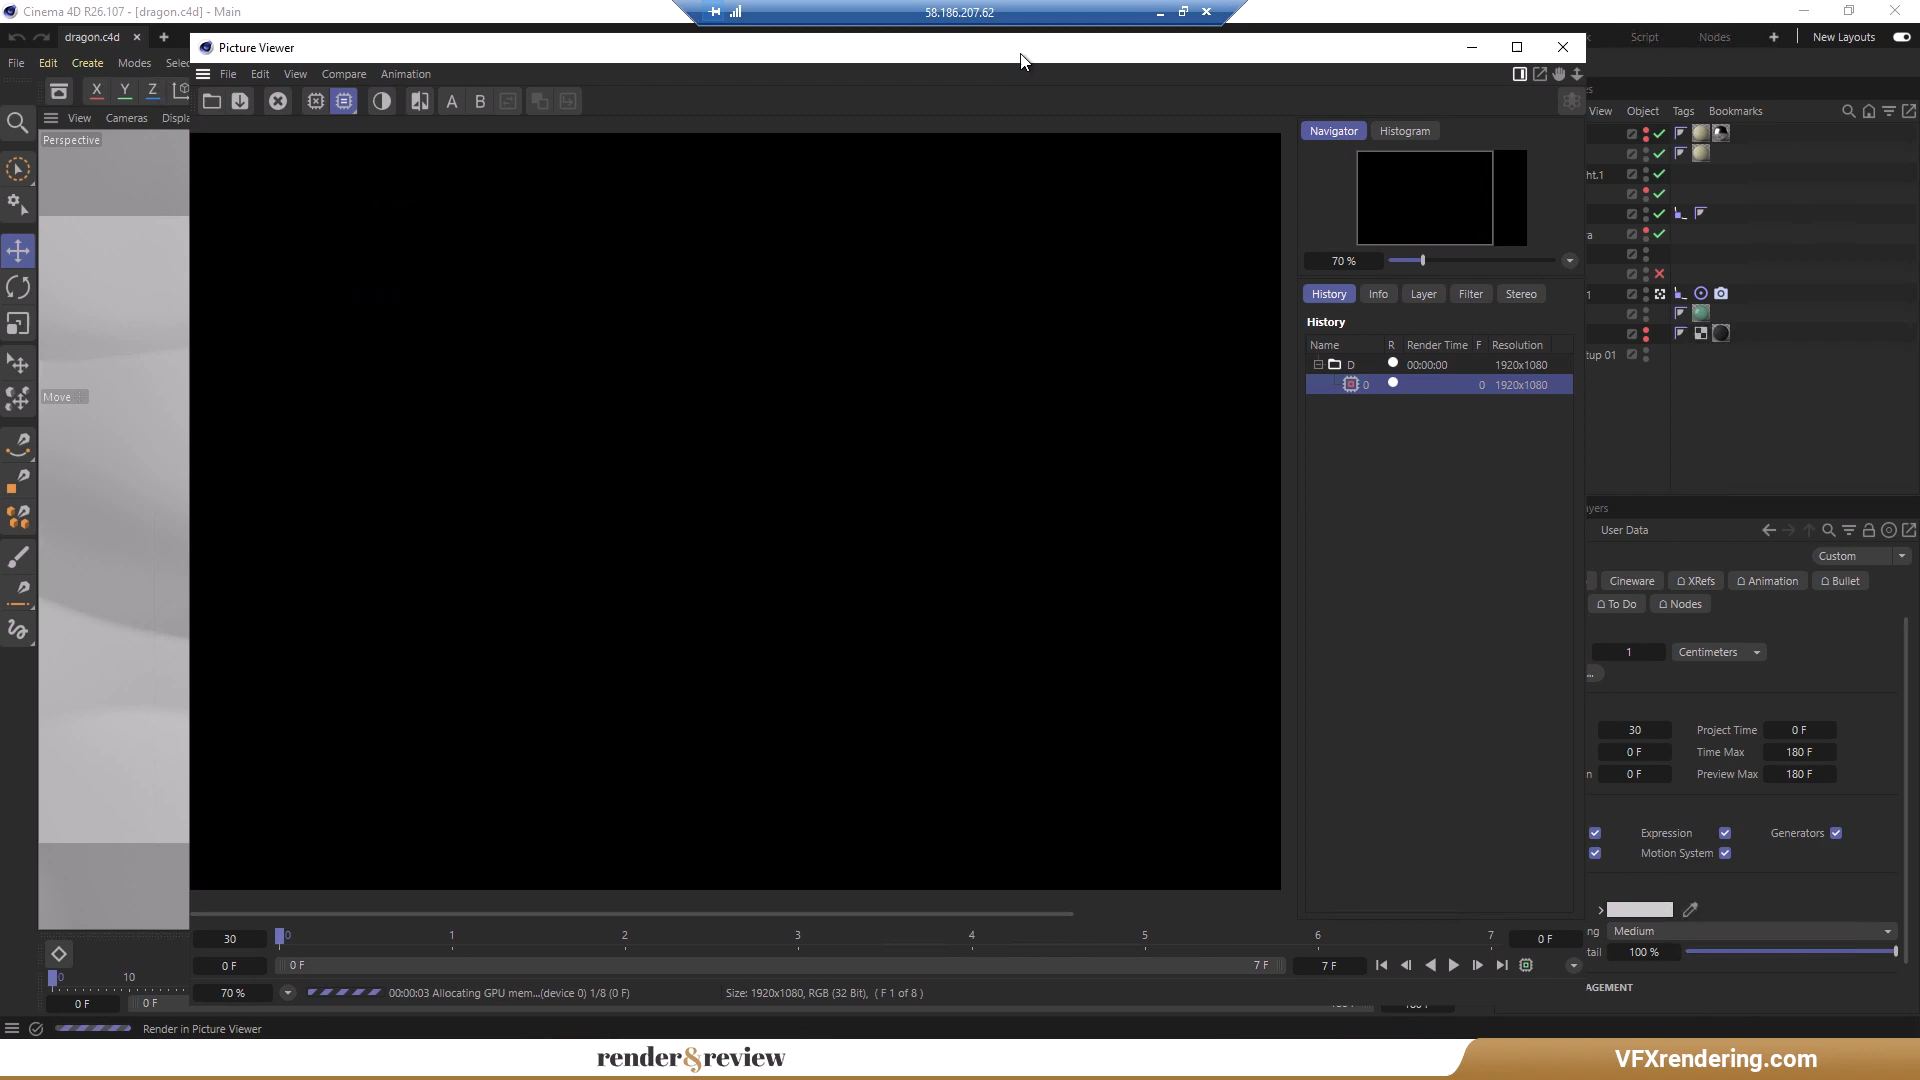 Cinema 4D R26.107 - [dragon.c4d] - Main
58.186.207.62
dragon.c4d
Script
Nodes
New Layouts
Picture Viewer
File Edit Create Modes
File Edit View Compare Animation
X Y Z
A B
View Cameras
View Object Tags Bookmarks
Perspective
Navigator Histogram
ht.1
70 %
History Info Layer Filter Stereo
History
Name R Render Time F Resolution
D 00:00:00 1920x1080
0 0 1920x1080
tup 01
Move
User Data
Custom
Cineware XRefs Animation Bullet
To Do Nodes
1 Centimeters
30 Project Time 0 F
0 F Time Max 180 F
0 F Preview Max 180 F
Expression Generators
Motion System
Medium
100 %
AGEMENT
30 0 1 2 3 4 5 6 7 0 F
0 F 0 F 7 F 7 F
0 10
70 % 00:00:03 Allocating GPU mem...(device 0) 1/8 (0 F) Size: 1920x1080, RGB (32 Bit), ( F 1 of 8 )
0 F 0 F
Render in Picture Viewer
render&review
VFXrendering.com